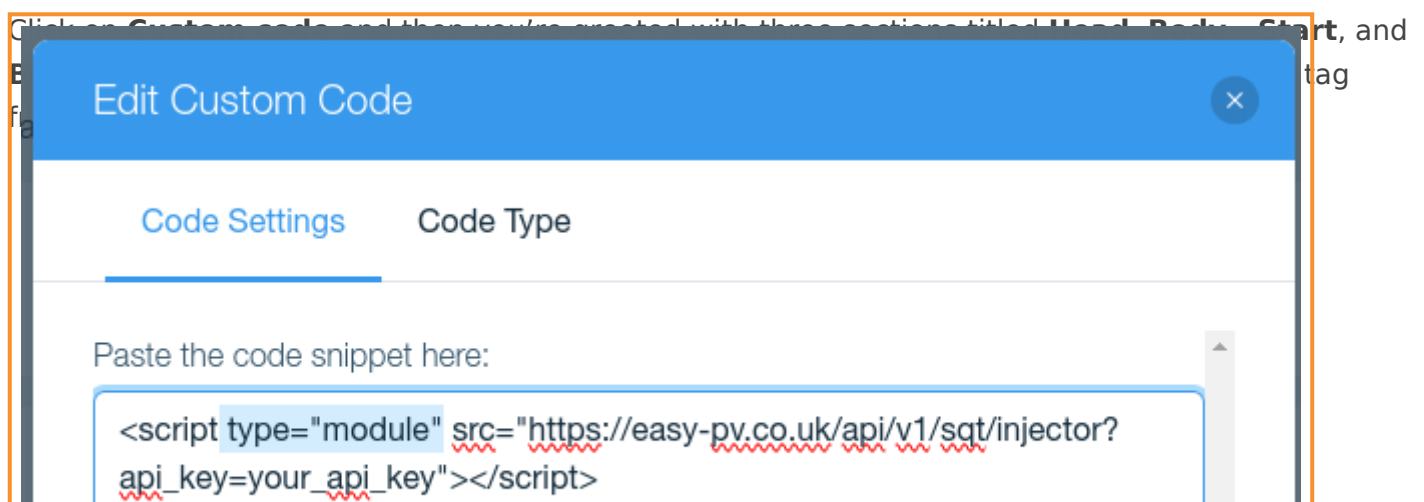 Click on Custom code and then you're greeted with three sections titled Head, Body – Start, and
tag
Edit Custom Code
Code Settings Code Type
Paste the code snippet here:
<script type="module" src="https://easy-pv.co.uk/api/v1/sqt/injector?
api_key=your_api_key"></script>